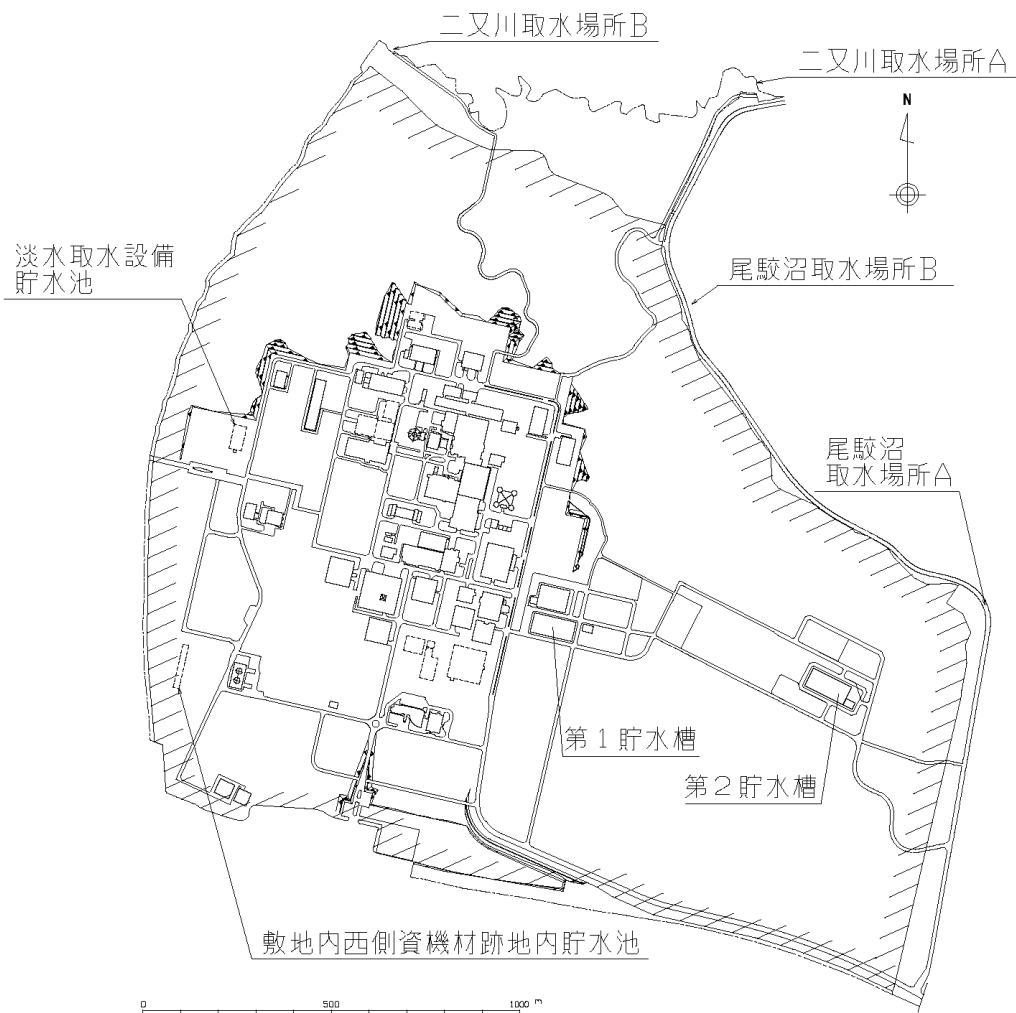 二又川取水場所B
二又川取水場所A
N
淡水取水設備
貯水池
尾駮沼取水場所B
尾駮沼
取水場所A
第1貯水槽
第2貯水槽
敷地内西側資機材跡地内貯水池
0 500 1000 m